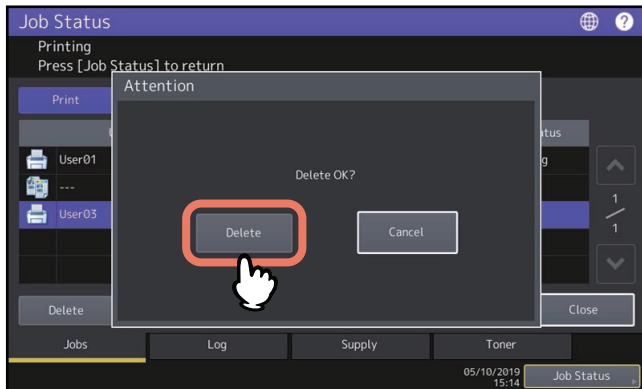 Job Status
?
Printing
Press [Job Status] to return
Attention
Print
User01
---
User03
Delete OK?
Delete
Cancel
1
1
Delete
Close
Jobs
Log
Supply
Toner
05/10/2019
15:14
Job Status